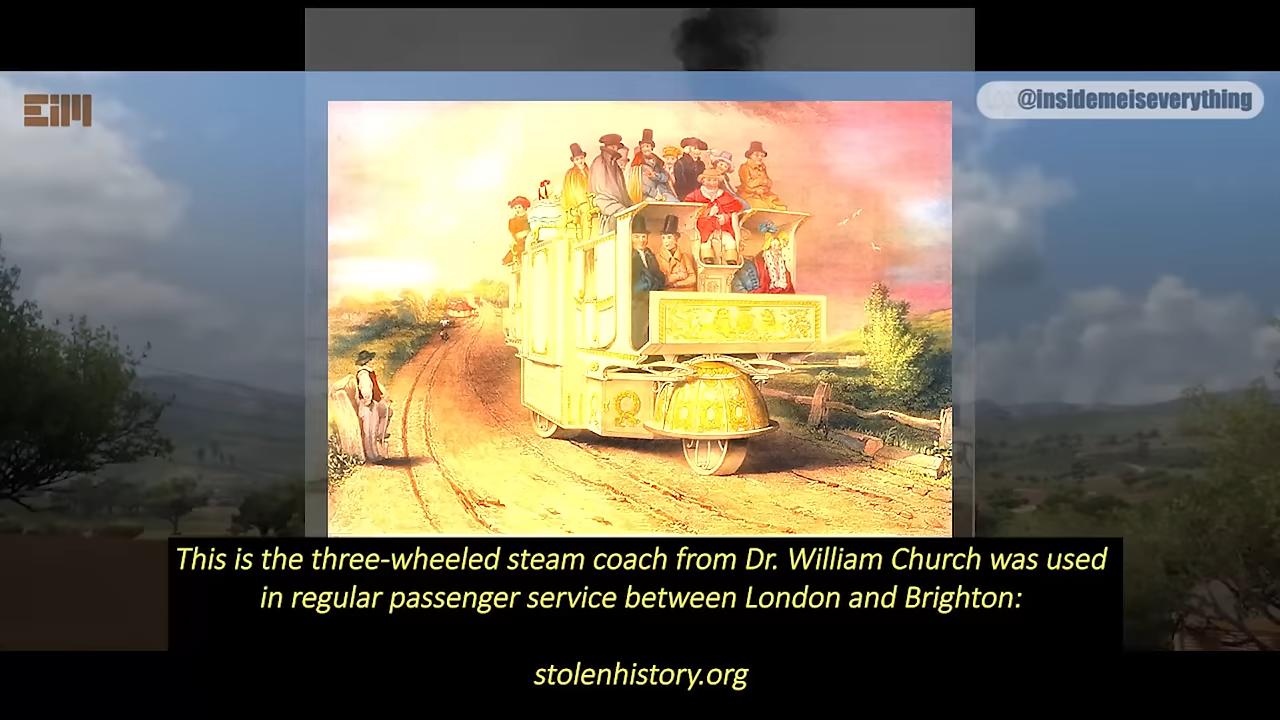 EiM
@insidemeiseverything
This is the three-wheeled steam coach from Dr. William Church was used
in regular passenger service between London and Brighton:
stolenhistory.org